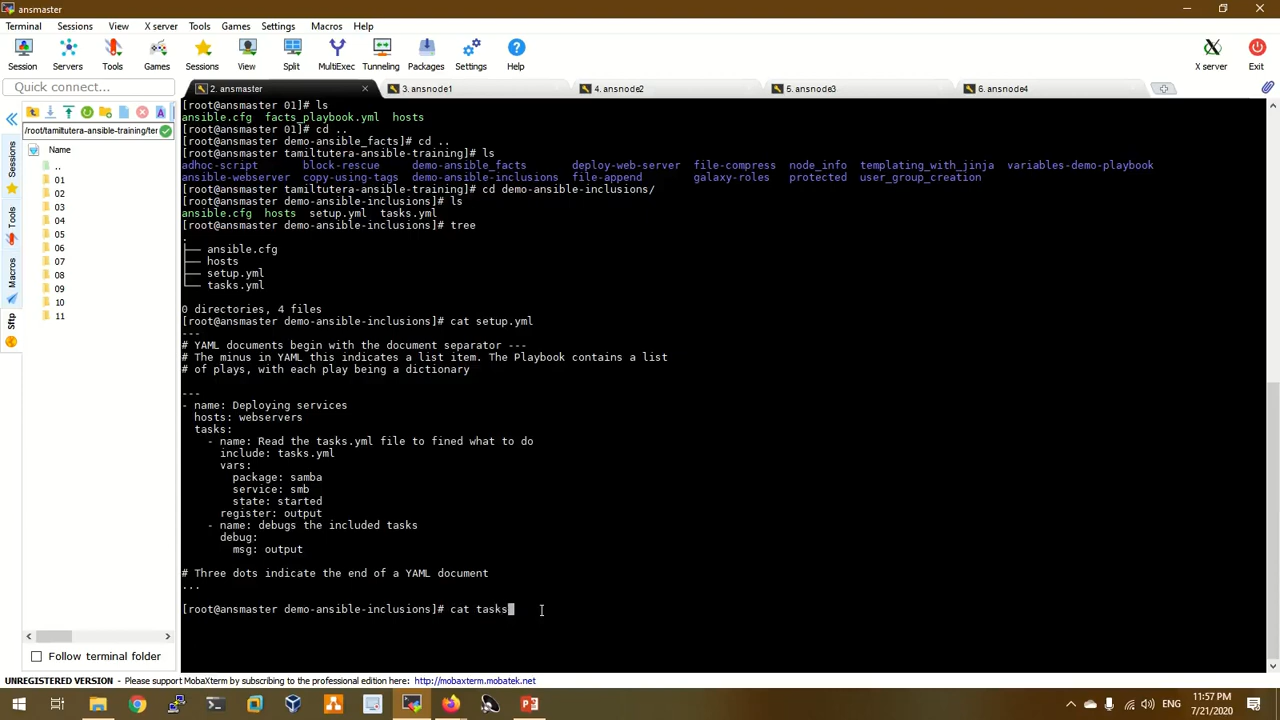 ansmaster
Terminal Sessions View X server Tools Games Settings Macros Help
Session Servers Tools Games Sessions View Split MultiExec Tunneling Packages Settings Help X server Exit
Quick connect...
2. ansmaster 3. ansnode1 4. ansnode2 5. ansnode3 6. ansnode4
/root/tamiltutera-ansible-training/ter
Name
..
01
02
03
04
05
06
07
08
09
10
11
Sessions
Tools
Macros
Sftp
[root@ansmaster 01]# ls
ansible.cfg facts_playbook.yml hosts
[root@ansmaster 01]# cd ..
[root@ansmaster demo-ansible_facts]# cd ..
[root@ansmaster tamiltutera-ansible-training]# ls
adhoc-script block-rescue demo-ansible_facts deploy-web-server file-compress node_info templating_with_jinja variables-demo-playbook
ansible-webserver copy-using-tags demo-ansible-inclusions file-append galaxy-roles protected user_group_creation
[root@ansmaster tamiltutera-ansible-training]# cd demo-ansible-inclusions/
[root@ansmaster demo-ansible-inclusions]# ls
ansible.cfg hosts setup.yml tasks.yml
[root@ansmaster demo-ansible-inclusions]# tree
.
├── ansible.cfg
├── hosts
├── setup.yml
└── tasks.yml
0 directories, 4 files
[root@ansmaster demo-ansible-inclusions]# cat setup.yml
---
# YAML documents begin with the document separator ---
# The minus in YAML this indicates a list item. The Playbook contains a list
# of plays, with each play being a dictionary
---
- name: Deploying services
hosts: webservers
tasks:
- name: Read the tasks.yml file to fined what to do
include: tasks.yml
vars:
package: samba
service: smb
state: started
register: output
- name: debugs the included tasks
debug:
msg: output
# Three dots indicate the end of a YAML document
...
[root@ansmaster demo-ansible-inclusions]# cat tasks
Follow terminal folder
UNREGISTERED VERSION - Please support MobaXterm by subscribing to the professional edition here: http://mobaxterm.mobatek.net
ENG
11:57 PM
7/21/2020